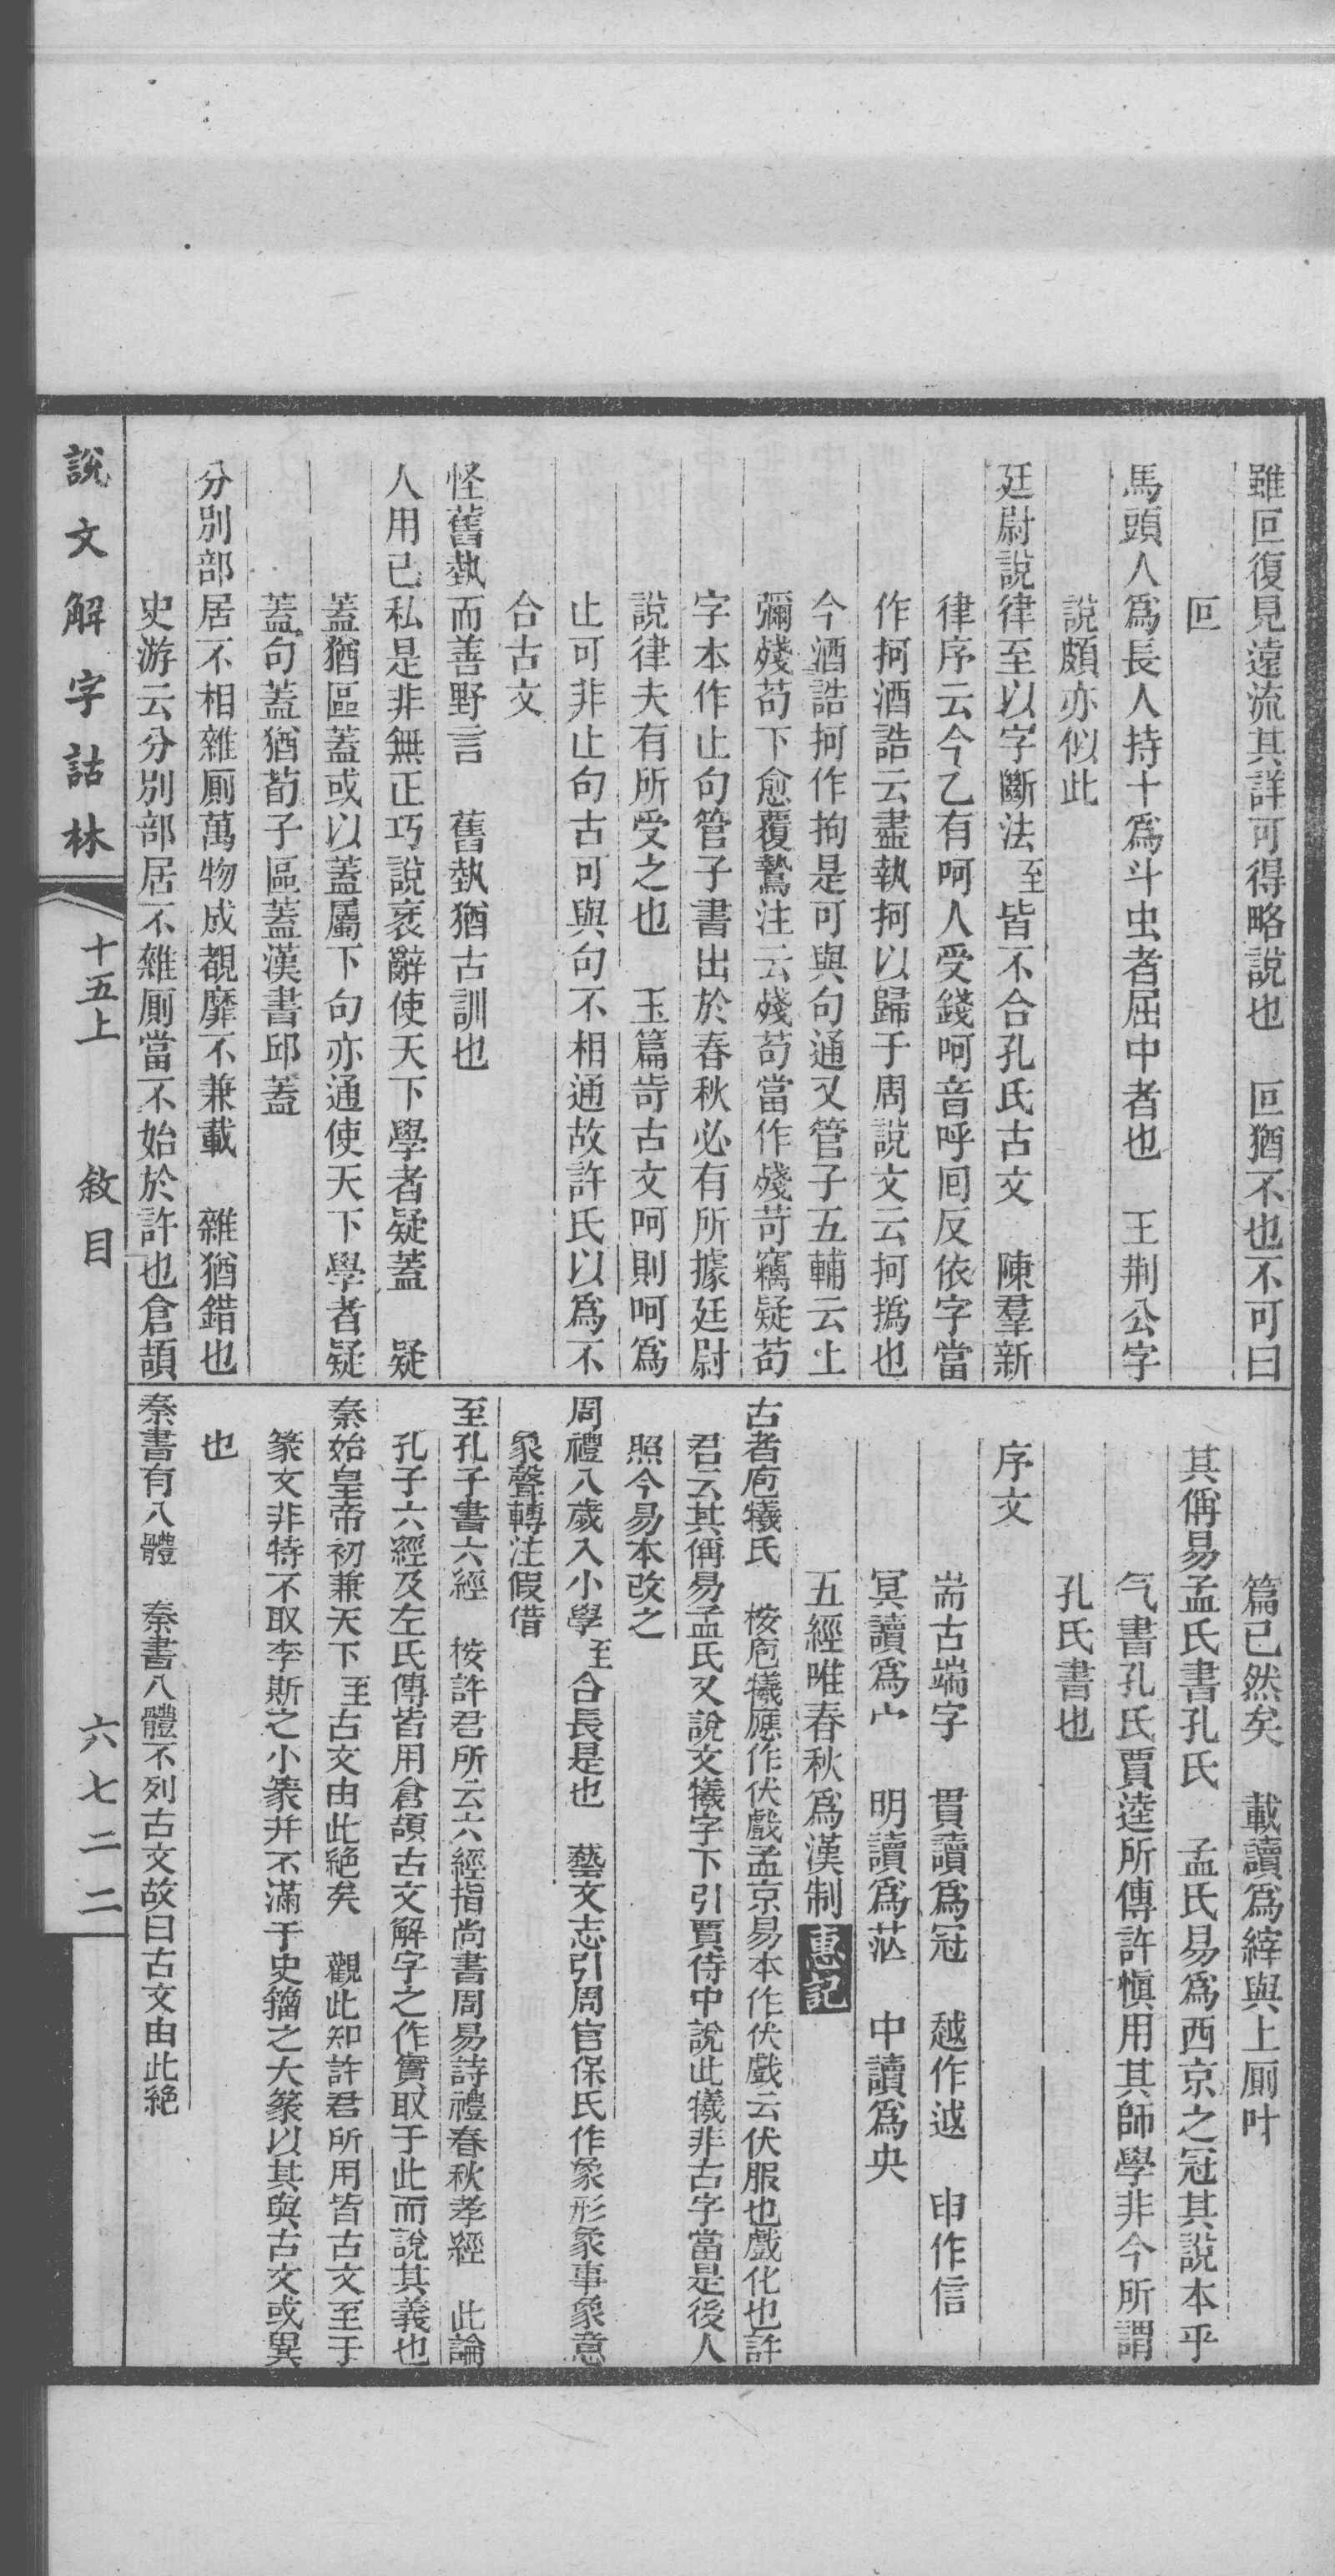 雖叵復見遠流其詳可得略說也　叵猶不也不可曰
叵
馬頭人爲長人持十爲斗虫者屈中者也　王荆公字
說頗亦似此
廷尉說律至以字斷法至皆不合孔氏古文　陳羣新
律序云今乙有呵人受錢呵音呼回反依字當
作抲酒誥云盡執抲以歸于周說文云抲撝也
今酒誥抲作拘是可與句通又管子五輔云上
彌殘苟下愈覆鷙注云殘苟當作殘苛竊疑苟
字本作止句管子書出於春秋必有所據廷尉
說律夫有所受之也　玉篇訶古文呵則呵爲
止可非止句古可與句不相通故許氏以爲不
合古文
怪舊埶而善野言　舊埶猶古訓也
人用己私是非無正巧說衺辭使天下學者疑蓋　疑
蓋猶區蓋或以蓋屬下句亦通使天下學者疑
蓋句蓋猶荀子區蓋漢書邱蓋
分別部居不相雜厠萬物咸覩靡不兼載　雜猶錯也
史游云分別部居不雜厠當不始於許也倉頡
篇已然矣　載讀爲縡與上厠叶
其偁易孟氏書孔氏　孟氏易爲西京之冠其說本乎
气書孔氏賈逵所傳許愼用其師學非今所謂
孔氏書也
序文
耑古端字　貫讀爲冠　越作䢋　申作信
冥讀爲宀　明讀爲茫　中讀爲央
五經唯春秋爲漢制惠記
古者庖犧氏　桉庖犧應作伏戲孟京易本作伏戲云伏服也戲化也許
君云其偁易孟氏又說文犧字下引賈侍中說此犧非古字當是後人
照今易本改之
周禮八歲入小學至合長是也　藝文志引周官保氏作象形象事象意
象聲轉注假借
至孔子書六經　桉許君所云六經指尚書周易詩禮春秋孝經　此論
孔子六經及左氏傳皆用倉頡古文解字之作實取于此而說其義也
秦始皇帝初兼天下至古文由此絕矣　觀此知許君所用皆古文至于
篆文非特不取李斯之小篆幷不滿于史籀之大篆以其與古文或異
也
秦書有八體　秦書八體不列古文故曰古文由此絕
說文解字詁林
十五上
敘目
六七二二